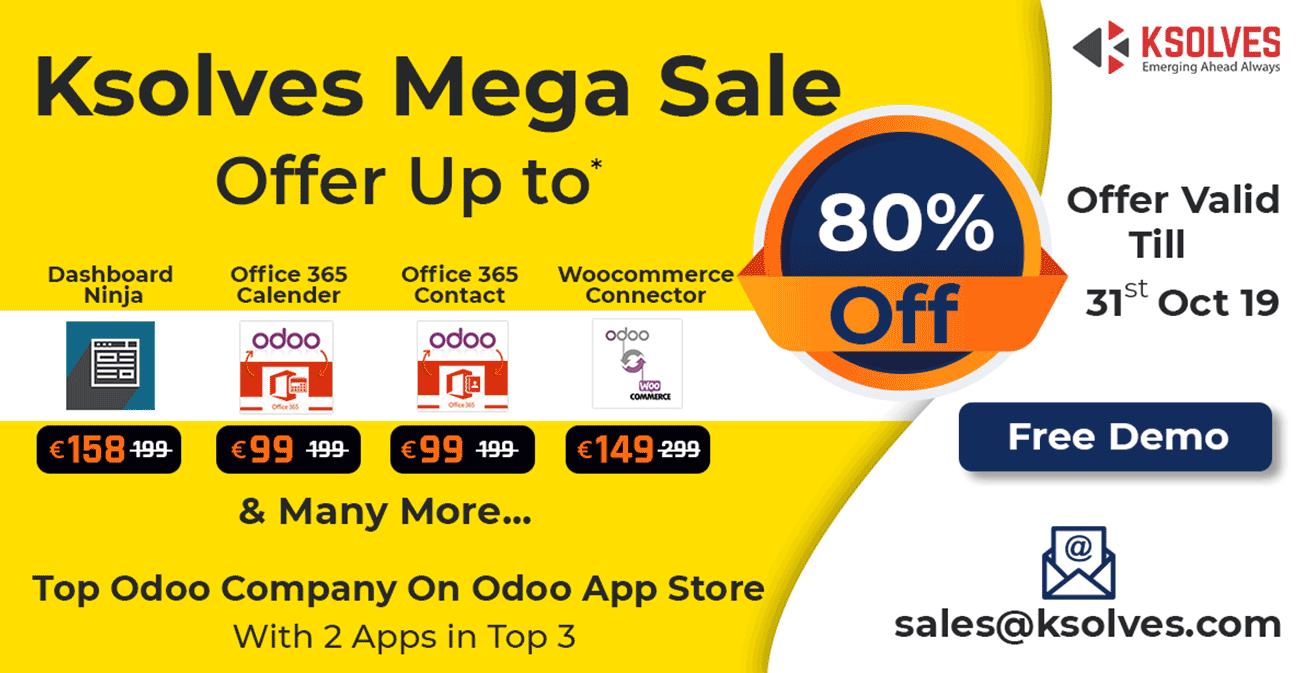 Ksolves Mega Sale
Offer Up to*
80%
Off
KSOLVES
Emerging Ahead Always
Offer Valid
Till
31st Oct 19
Dashboard
Ninja
Office 365
Calender
Office 365
Contact
Woocommerce
Connector
odoo
Office 365
odoo
Office 365
odoo
WOO
COMMERCE
€158 199
€99 199
€99 199
€149 299
& Many More...
Free Demo
Top Odoo Company On Odoo App Store
With 2 Apps in Top 3
@
sales@ksolves.com